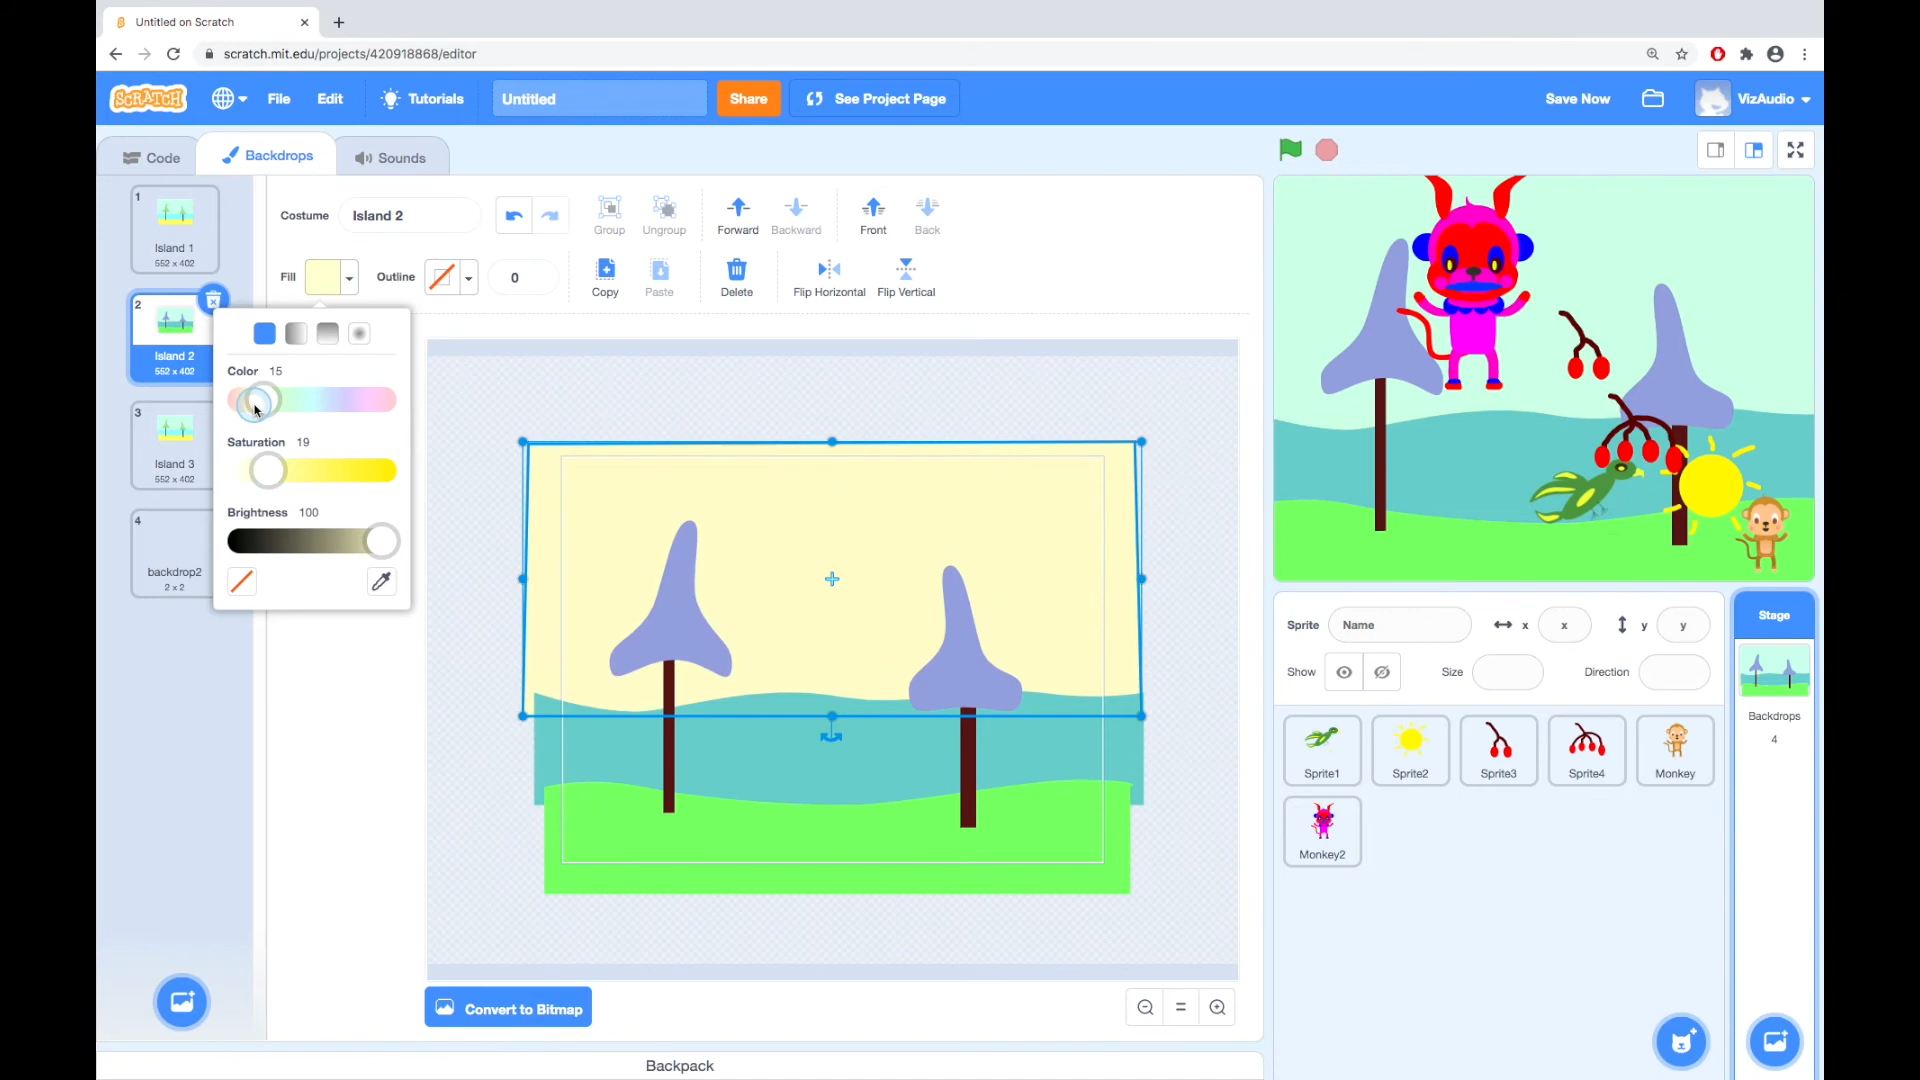 Untitled on Scratch
scratch.mit.edu/projects/420918868/editor
SCRATCH
File
Edit
Tutorials
Untitled
Share
See Project Page
Save Now
VizAudio
Code
Backdrops
Sounds
1
Island 1
552 x 402
2
Island 2
552 x 402
3
Island 3
552 x 402
4
backdrop2
2 x 2
Costume
Island 2
Group
Ungroup
Forward
Backward
Front
Back
Fill
Outline
0
Copy
Paste
Delete
Flip Horizontal
Flip Vertical
Color 15
Saturation 19
Brightness 100
Convert to Bitmap
Backpack
Sprite
Name
x
x
y
y
Show
Size
Direction
Sprite1
Sprite2
Sprite3
Sprite4
Monkey
Monkey2
Stage
Backdrops
4